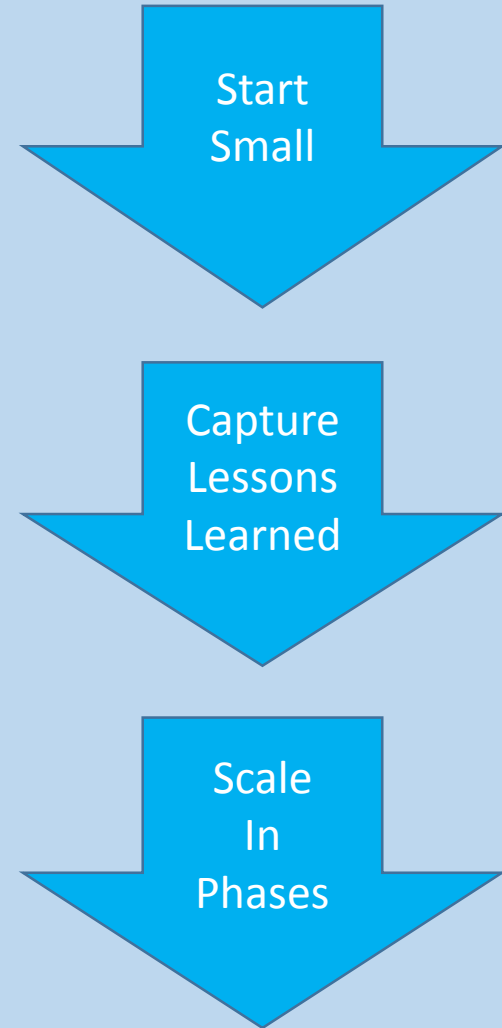 Start
Small
Capture
Lessons
Learned
Scale
In
Phases